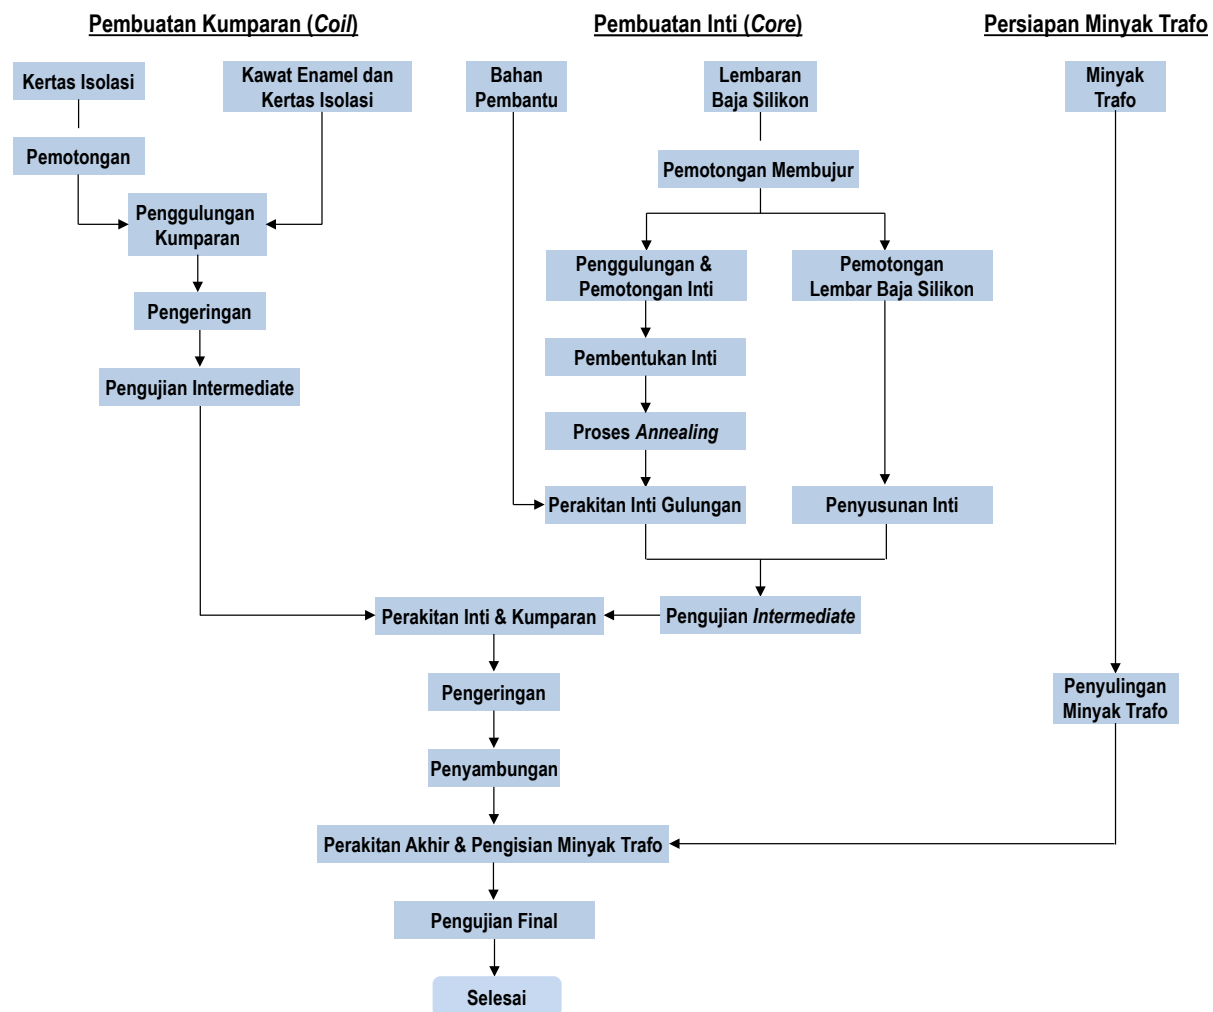 Pembuatan Kumparan (Coil)
Pembuatan Inti (Core)
Persiapan Minyak Trafo
Kertas Isolasi
Kawat Enamel dan
Kertas Isolasi
Bahan
Pembantu
Lembaran
Baja Silikon
Minyak
Trafo
Pemotongan
Pemotongan Membujur
Penggulungan
Kumparan
Penggulungan &
Pemotongan Inti
Pemotongan
Lembar Baja Silikon
Pengeringan
Pembentukan Inti
Pengujian Intermediate
Proses Annealing
Perakitan Inti Gulungan
Penyusunan Inti
Perakitan Inti & Kumparan
Pengujian Intermediate
Pengeringan
Penyulingan
Minyak Trafo
Penyambungan
Perakitan Akhir & Pengisian Minyak Trafo
Pengujian Final
Selesai